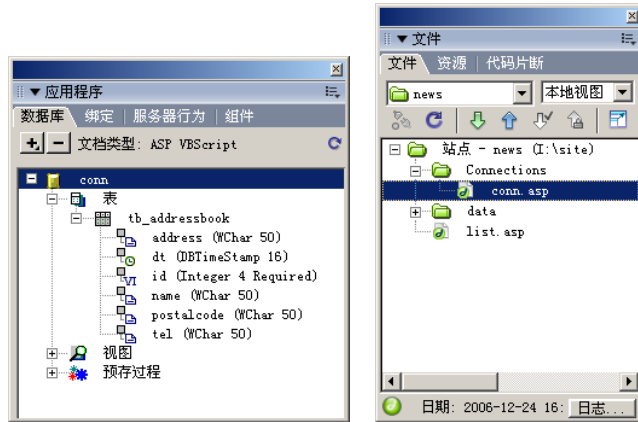 应用程序
数据库 绑定 服务器行为 组件
文档类型: ASP VBScript
conn
表
tb_addressbook
address (WChar 50)
dt (DBTimeStamp 16)
id (Integer 4 Required)
name (WChar 50)
postalcode (WChar 50)
tel (WChar 50)
视图
预存过程
文件
文件 资源 代码片断
news 本地视图
站点 - news (I:\site)
Connections
conn.asp
data
list.asp
日期: 2006-12-24 16: 日志...